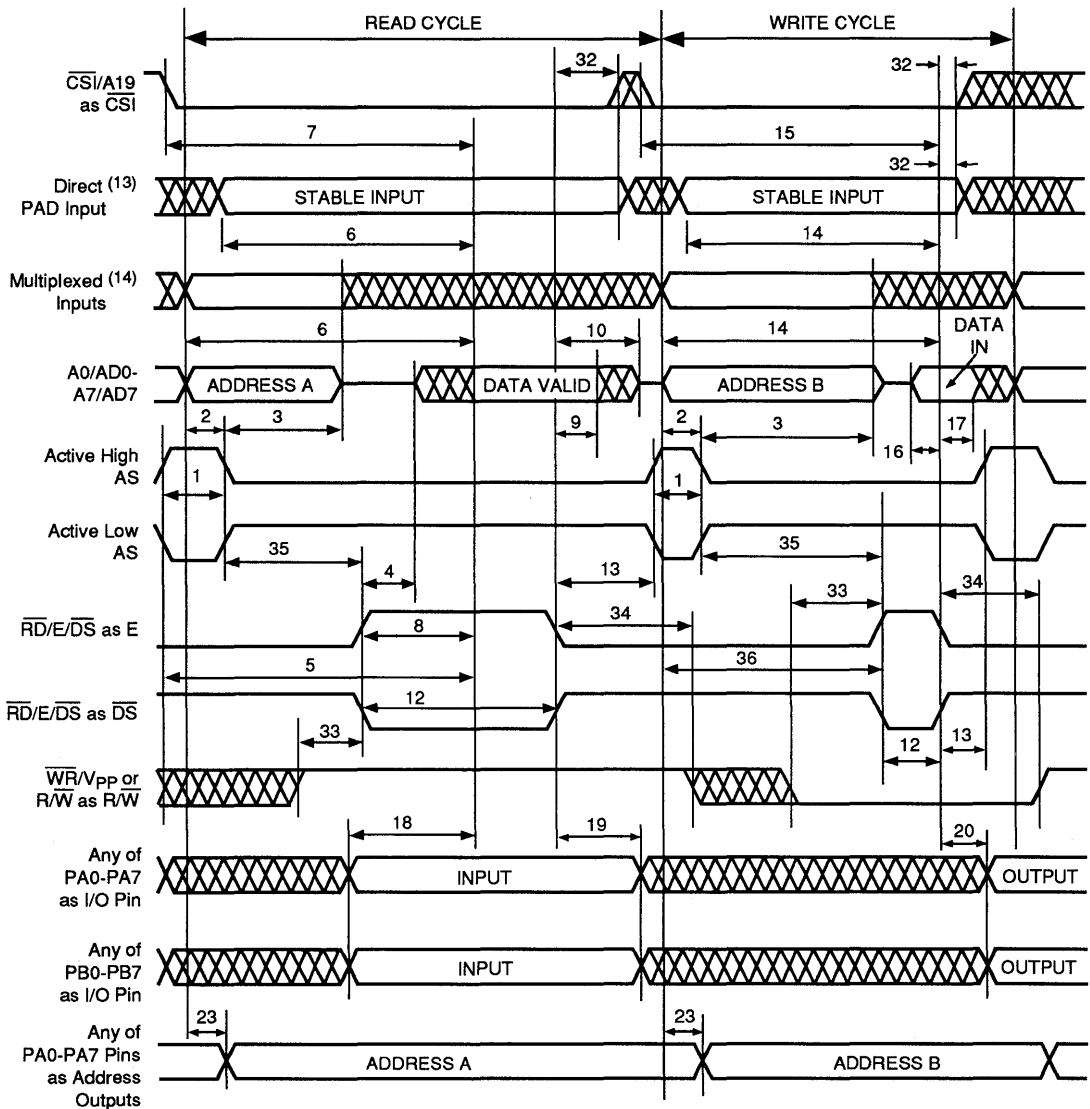 READ CYCLE
WRITE CYCLE
32
32
CSI/A19
as CSI
7
15
32
Direct (13)
PAD Input
STABLE INPUT
STABLE INPUT
6
14
Multiplexed (14)
Inputs
6
10
14
DATA
IN
A0/AD0-
A7/AD7
ADDRESS A
DATA VALID
ADDRESS B
2
3
9
2
3
16
17
Active High
AS
1
1
Active Low
AS
35
4
13
35
33
34
34
RD/E/DS as E
8
5
36
RD/E/DS as DS
12
33
12
13
WR/VPP or
R/W as R/W
18
19
20
Any of
PA0-PA7
as I/O Pin
INPUT
OUTPUT
Any of
PB0-PB7
as I/O Pin
INPUT
OUTPUT
23
23
Any of
PA0-PA7 Pins
as Address
Outputs
ADDRESS A
ADDRESS B